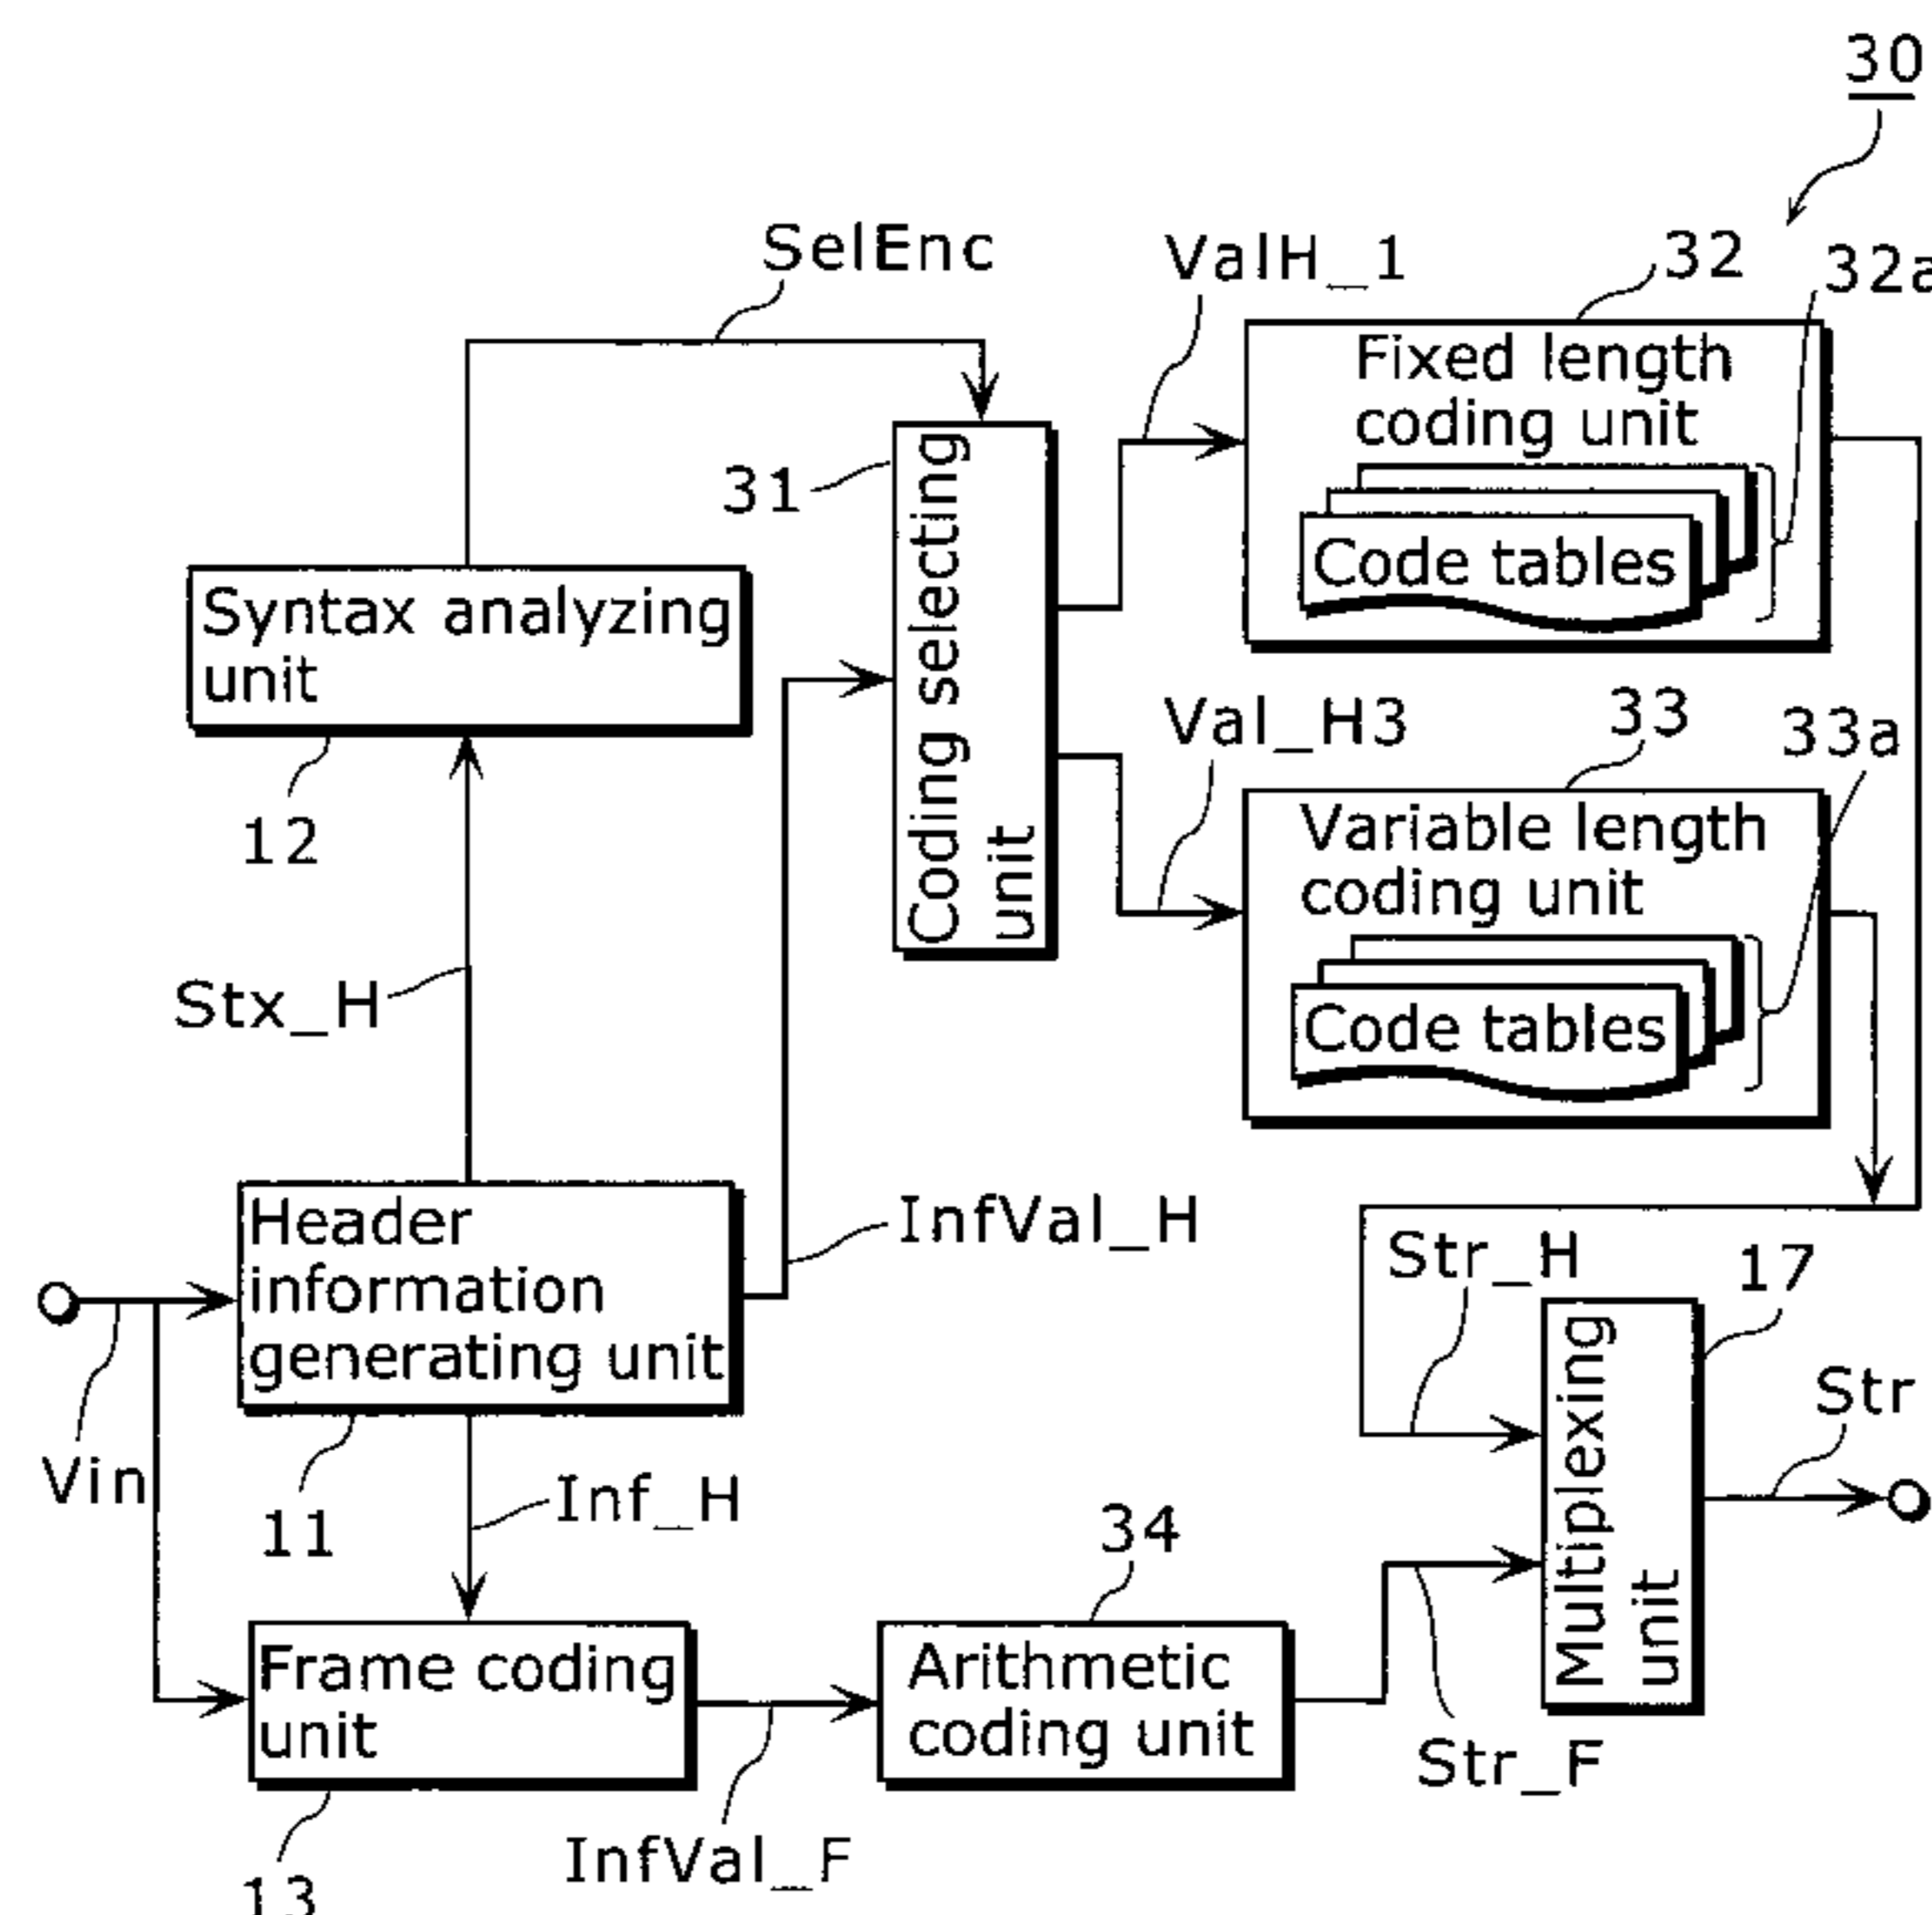 30
SelEnc
ValH_1
32
32a
Fixed length
coding unit
Code tables
31
Coding selecting
unit
Syntax analyzing
unit
12
Val_H3
33
33a
Variable length
coding unit
Code tables
Stx_H
Header
information
generating unit
InfVal_H
Str_H
17
Multiplexing
unit
Str
Vin
11
Inf_H
34
Frame coding
unit
Arithmetic
coding unit
Str_F
InfVal_F
13